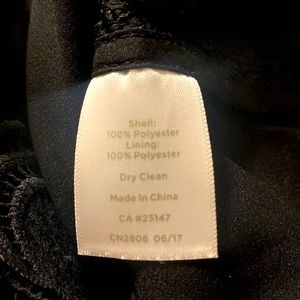 Shell:
100% Polyester
Lining:
100% Polyester
Dry Clean
Made In China
CA #23147
CN2806 06/17